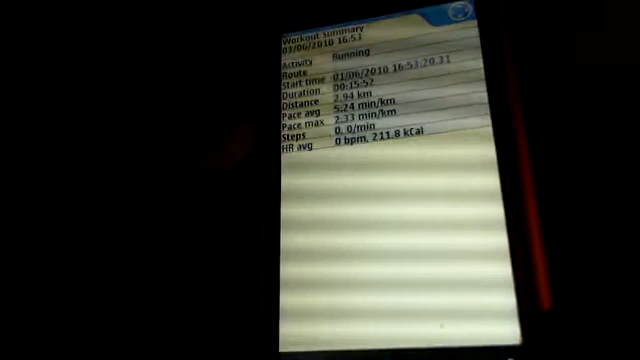 Workout Summary
03/06/2010 16:53
Activity Running
Route
Start time 01/06/2010 16:53:20.31
Duration 00:15:52
Distance 2.94 km
Pace avg 5:24 min/km
Pace max 2:33 min/km
Steps 0, 0/min
HR avg 0 bpm, 211.8 kCal